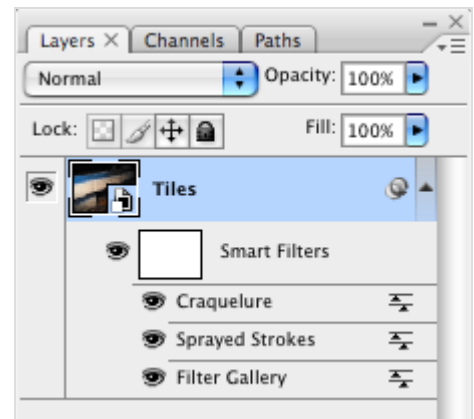 Layers × Channels Paths
Normal Opacity: 100%
Lock: Fill: 100%
Tiles
Smart Filters
Craquelure
Sprayed Strokes
Filter Gallery